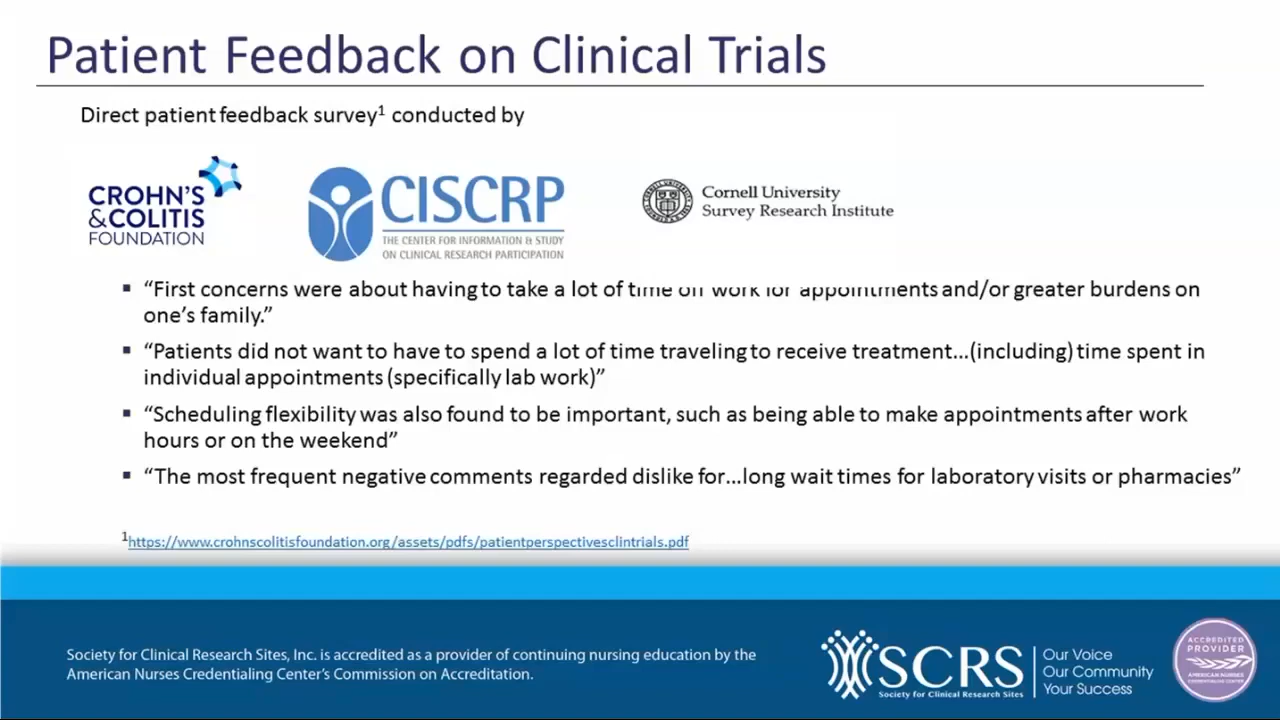 Patient Feedback on Clinical Trials
Direct patient feedback survey¹ conducted by
CROHN'S
&COLITIS
FOUNDATION
CISCRP
THE CENTER FOR INFORMATION & STUDY
ON CLINICAL RESEARCH PARTICIPATION
Cornell University
Survey Research Institute
▪ “First concerns were about having to take a lot of time off work for appointments and/or greater burdens on
one’s family.”
▪ “Patients did not want to have to spend a lot of time traveling to receive treatment...(including) time spent in
individual appointments (specifically lab work)”
▪ “Scheduling flexibility was also found to be important, such as being able to make appointments after work
hours or on the weekend”
▪ “The most frequent negative comments regarded dislike for...long wait times for laboratory visits or pharmacies”
¹https://www.crohnscolitisfoundation.org/assets/pdfs/patientperspectivesclintrials.pdf
Society for Clinical Research Sites, Inc. is accredited as a provider of continuing nursing education by the
American Nurses Credentialing Center’s Commission on Accreditation.
SCRS
Society for Clinical Research Sites
Our Voice
Our Community
Your Success
ACCREDITED
PROVIDER
AMERICAN NURSES
CREDENTIALING CENTER